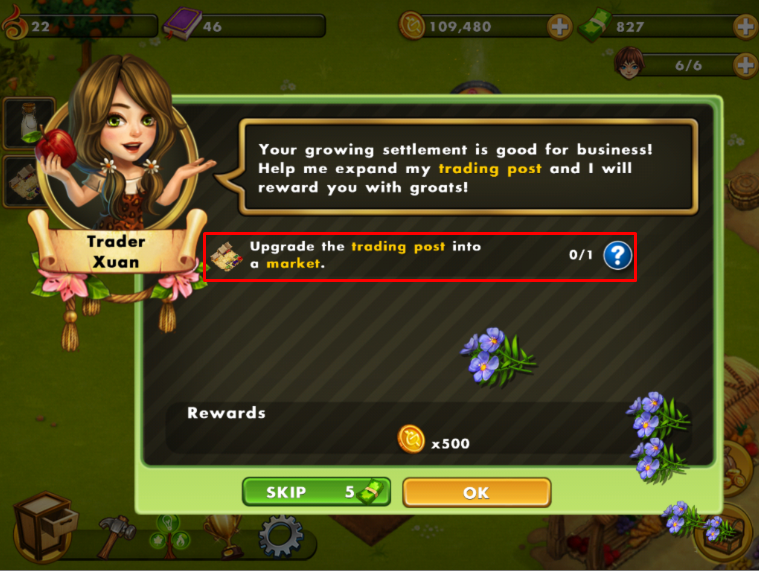 22
46
109,480
827
6/6
Your growing settlement is good for business!
Help me expand my trading post and I will
reward you with groats!
Trader
Xuan
Upgrade the trading post into
a market.
0/1
?
Rewards
x500
SKIP 5
OK